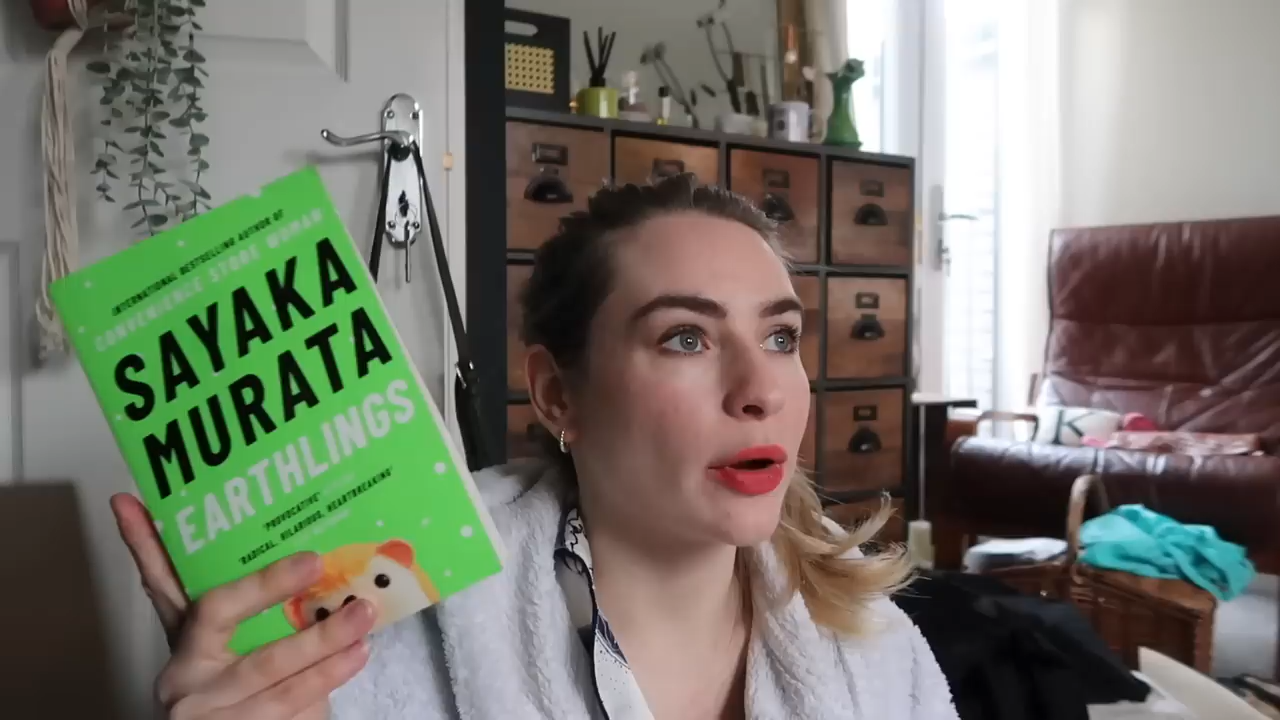 INTERNATIONAL BESTSELLING AUTHOR OF
CONVENIENCE STORE WOMAN
SAYAKA
MURATA
EARTHLINGS
'PROVOCATIVE'
'RADICAL, HILARIOUS, HEARTBREAKING'
K